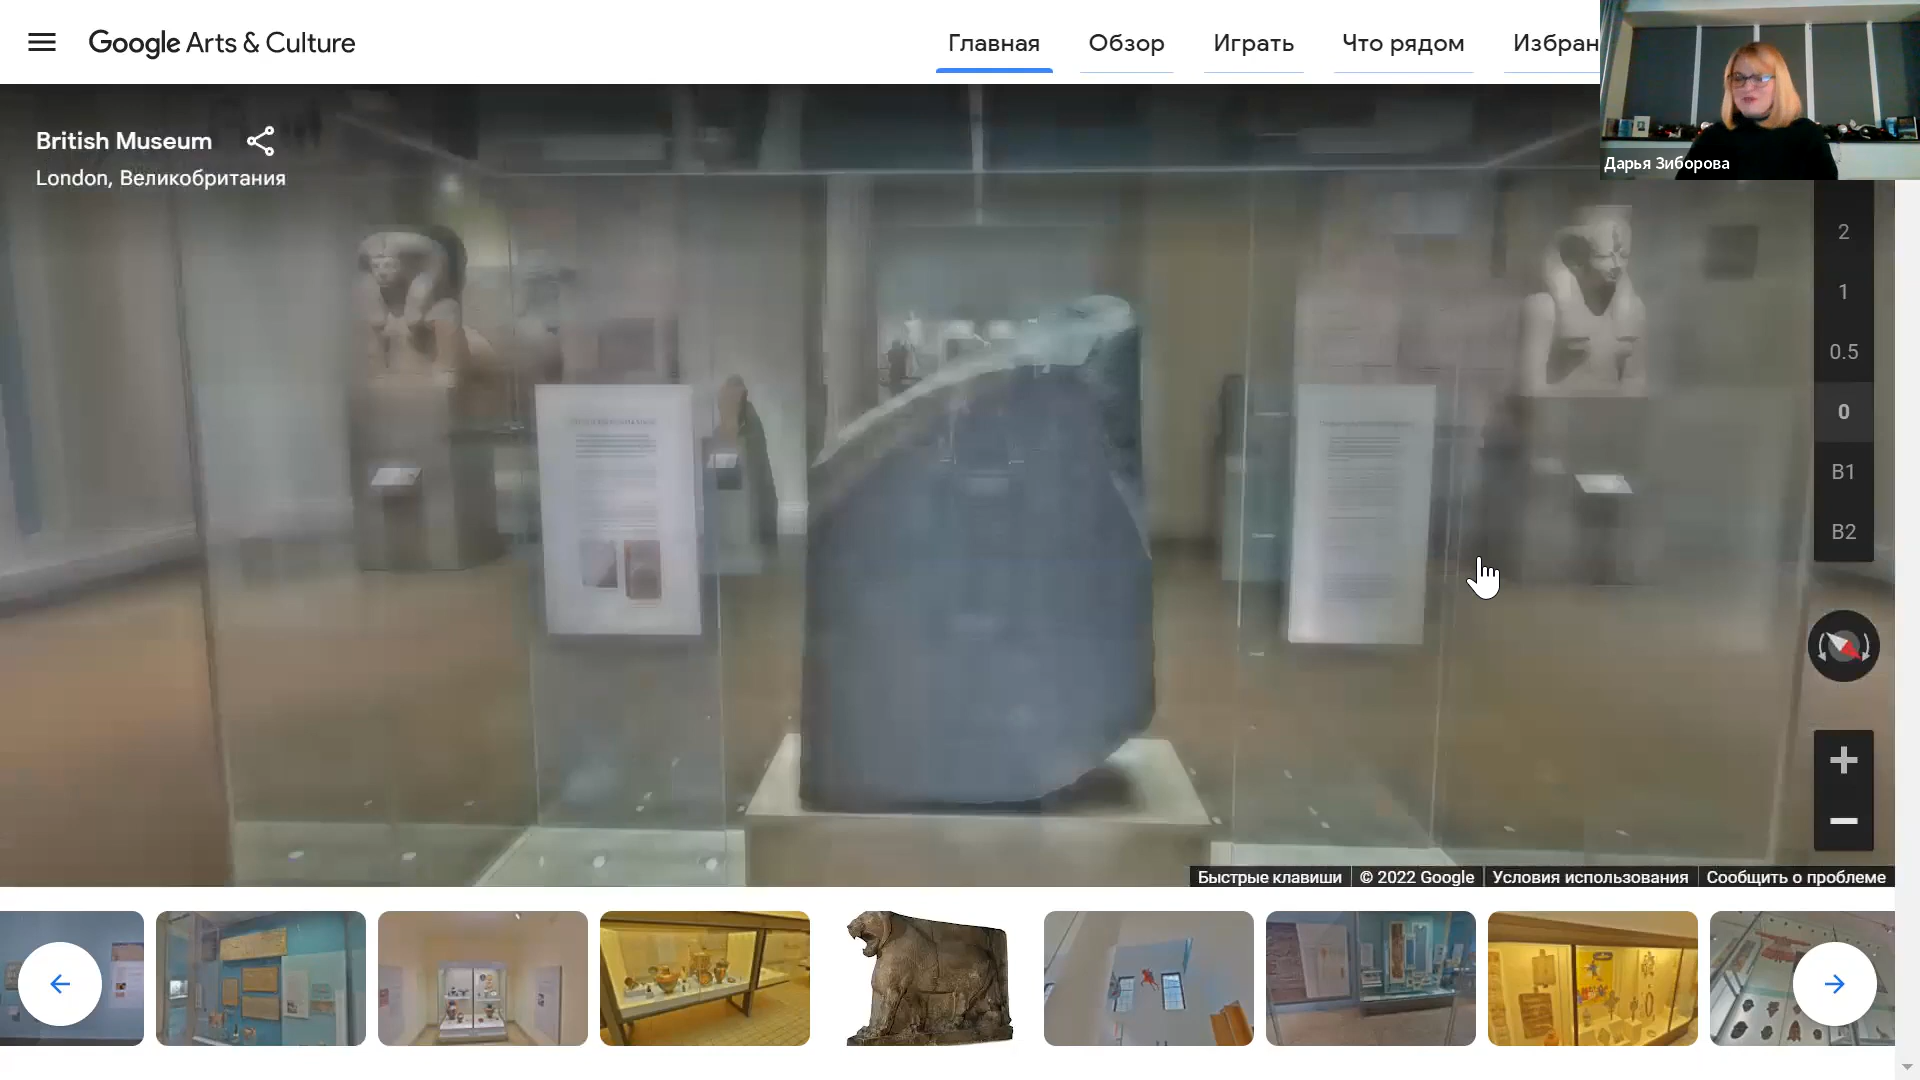 Google Arts & Culture
Главная
Обзор
Играть
Что рядом
Избран
Дарья Зиборова
British Museum
London, Великобритания
2
1
0.5
0
B1
B2
Быстрые клавиши
© 2022 Google
Условия использования
Сообщить о проблеме